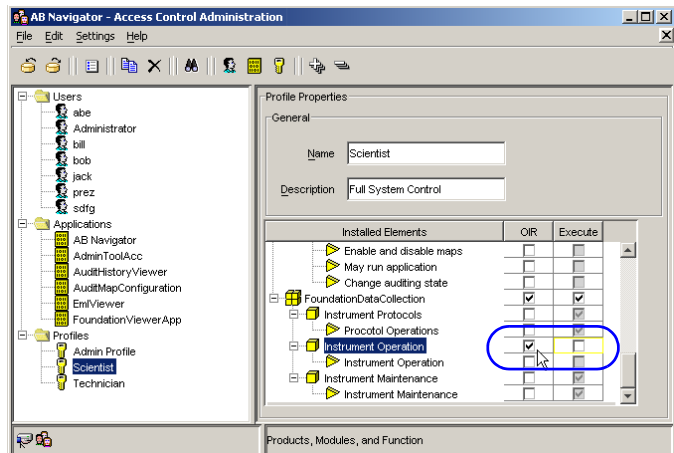 AB Navigator - Access Control Administration
File Edit Settings Help
Users
abe
Administrator
bill
bob
jack
prez
sdfg
Applications
AB Navigator
AdminToolAcc
AuditHistoryViewer
AuditMapConfiguration
EmlViewer
FoundationViewerApp
Profiles
Admin Profile
Scientist
Technician
Profile Properties
General
Name Scientist
Description Full System Control
Installed Elements OIR Execute
Enable and disable maps
May run application
Change auditing state
FoundationDataCollection
Instrument Protocols
Procotol Operations
Instrument Operation
Instrument Operation
Instrument Maintenance
Instrument Maintenance
Products, Modules, and Function